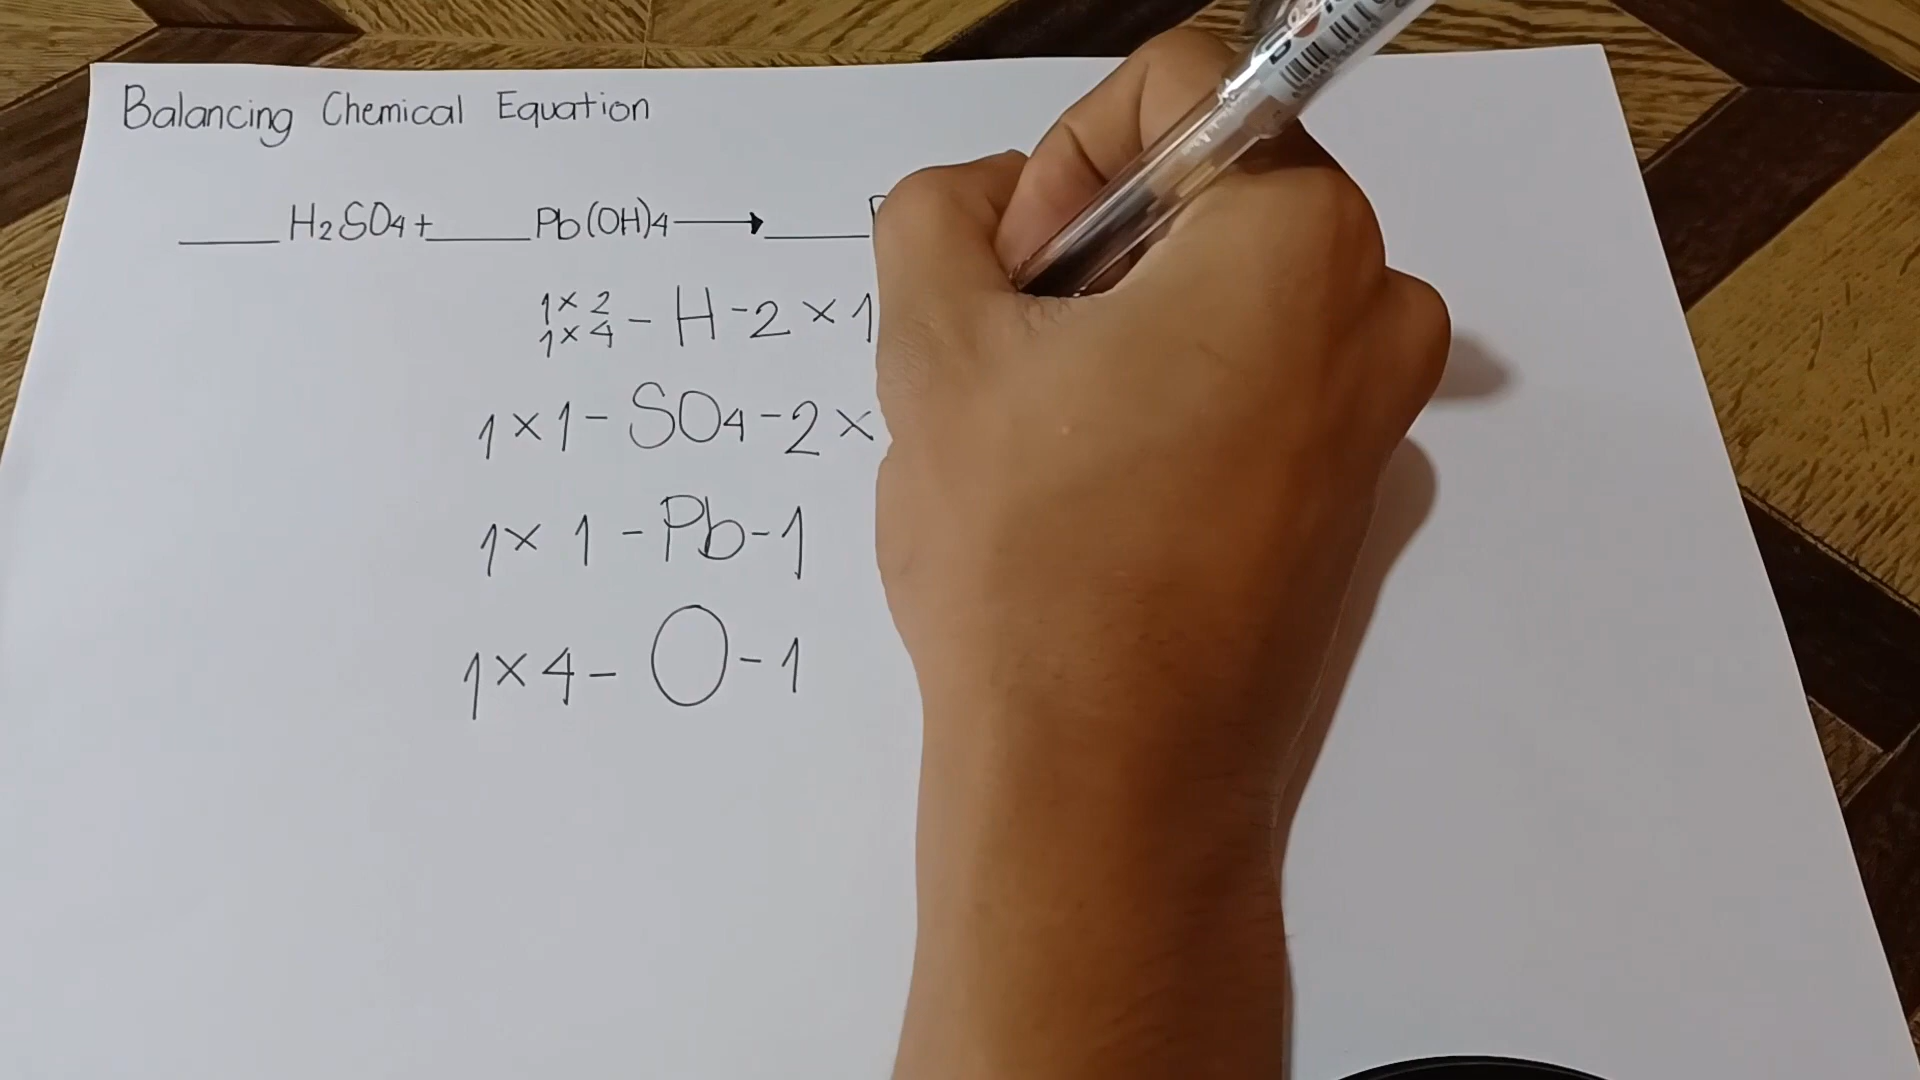 Balancing Chemical Equation
____ H2SO4 + ____ Pb(OH)4 → ____
1 × 2
1 × 4 - H - 2 × 1
1 × 1 - SO4 - 2 ×
1 × 1 - Pb - 1
1 × 4 - O - 1